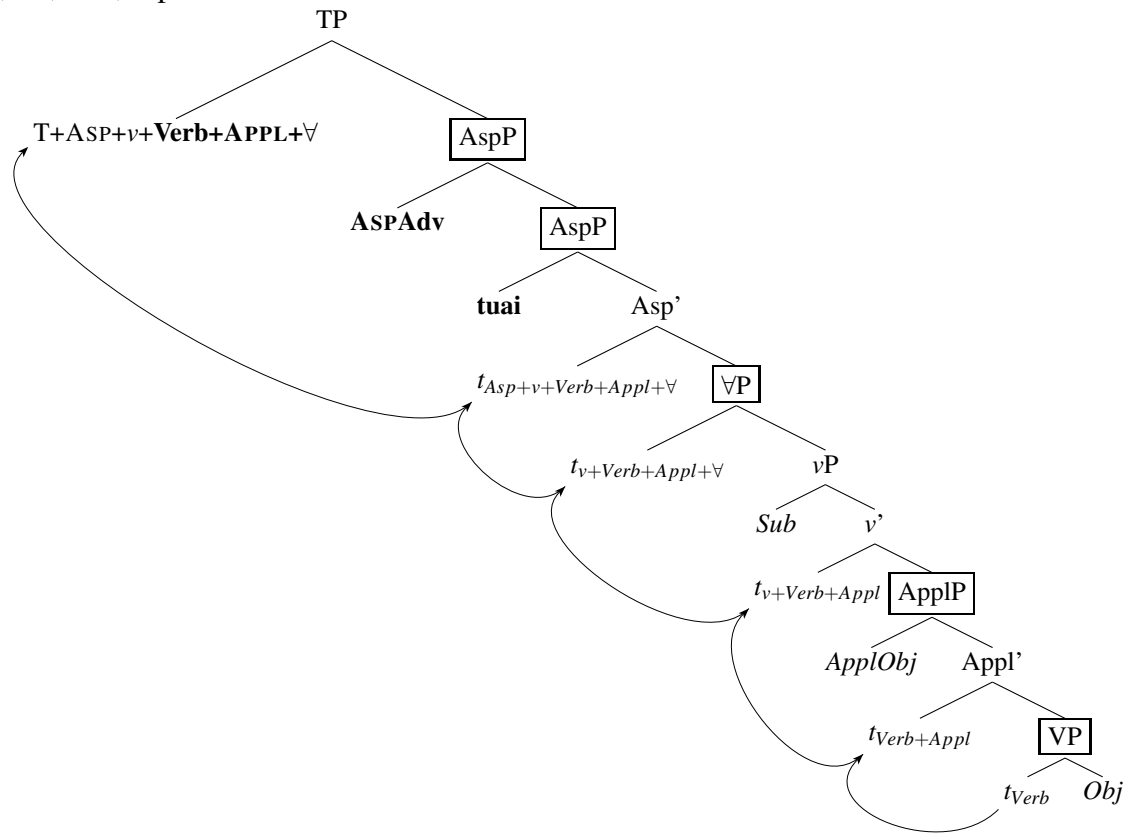 TP
T+ASP+v+Verb+APPL+∀
AspP
ASPAdv
AspP
tuai
Asp’
tAsp+v+Verb+Appl+∀
∀P
tv+Verb+Appl+∀
vP
Sub
v’
tv+Verb+Appl
ApplP
ApplObj
Appl’
tVerb+Appl
VP
tVerb
Obj